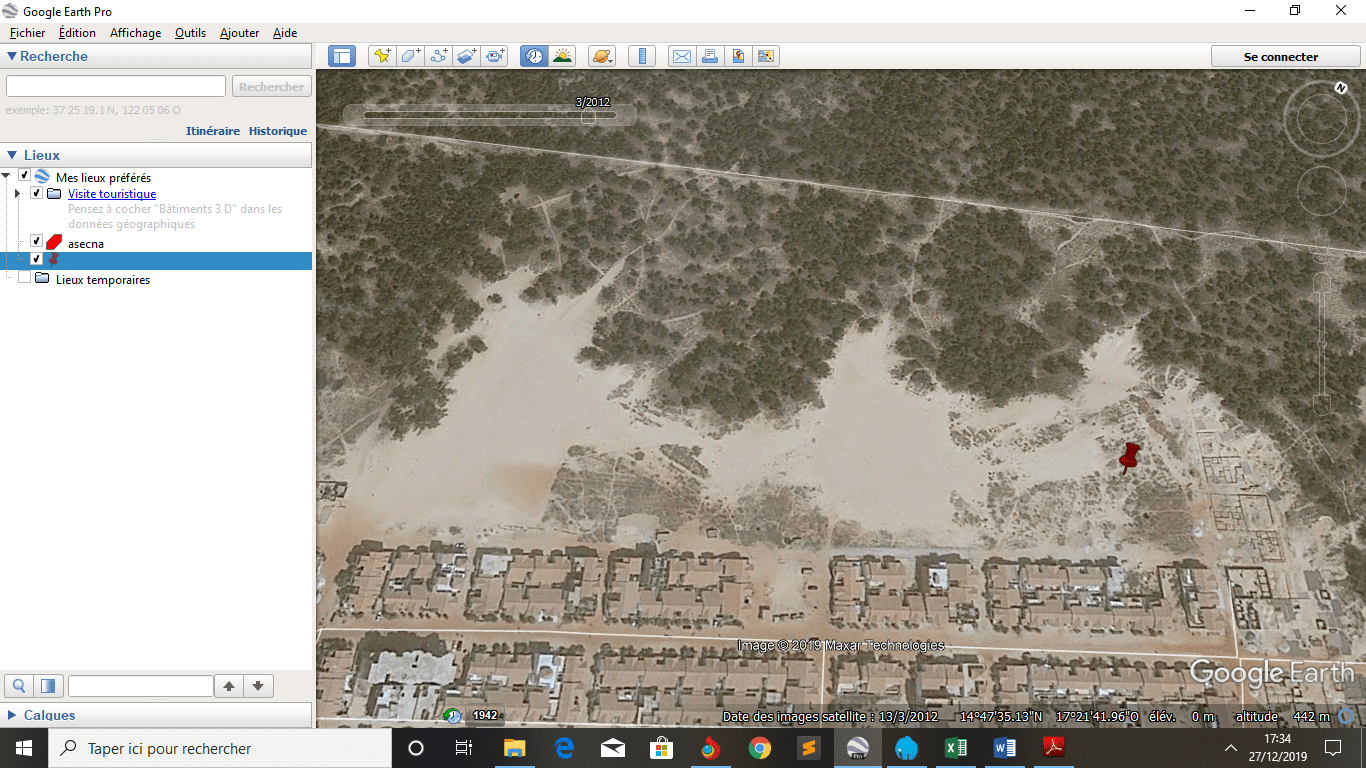 Google Earth Pro
Fichier Édition Affichage Outils Ajouter Aide
Recherche
Se connecter
Rechercher
exemple: 37 25 19.1 N, 122 05 06 O
Itinéraire Historique
Lieux
Mes lieux préférés
Visite touristique
Pensez à cocher "Bâtiments 3 D" dans les
données géographiques
asecna
Lieux temporaires
3/2012
N
Image © 2019 Maxar Technologies
Google Earth
1942
Date des images satellite : 13/3/2012 14°47'35.13"N 17°21'41.96"O élév. 0 m altitude 442 m
Calques
Taper ici pour rechercher
17:34
27/12/2019